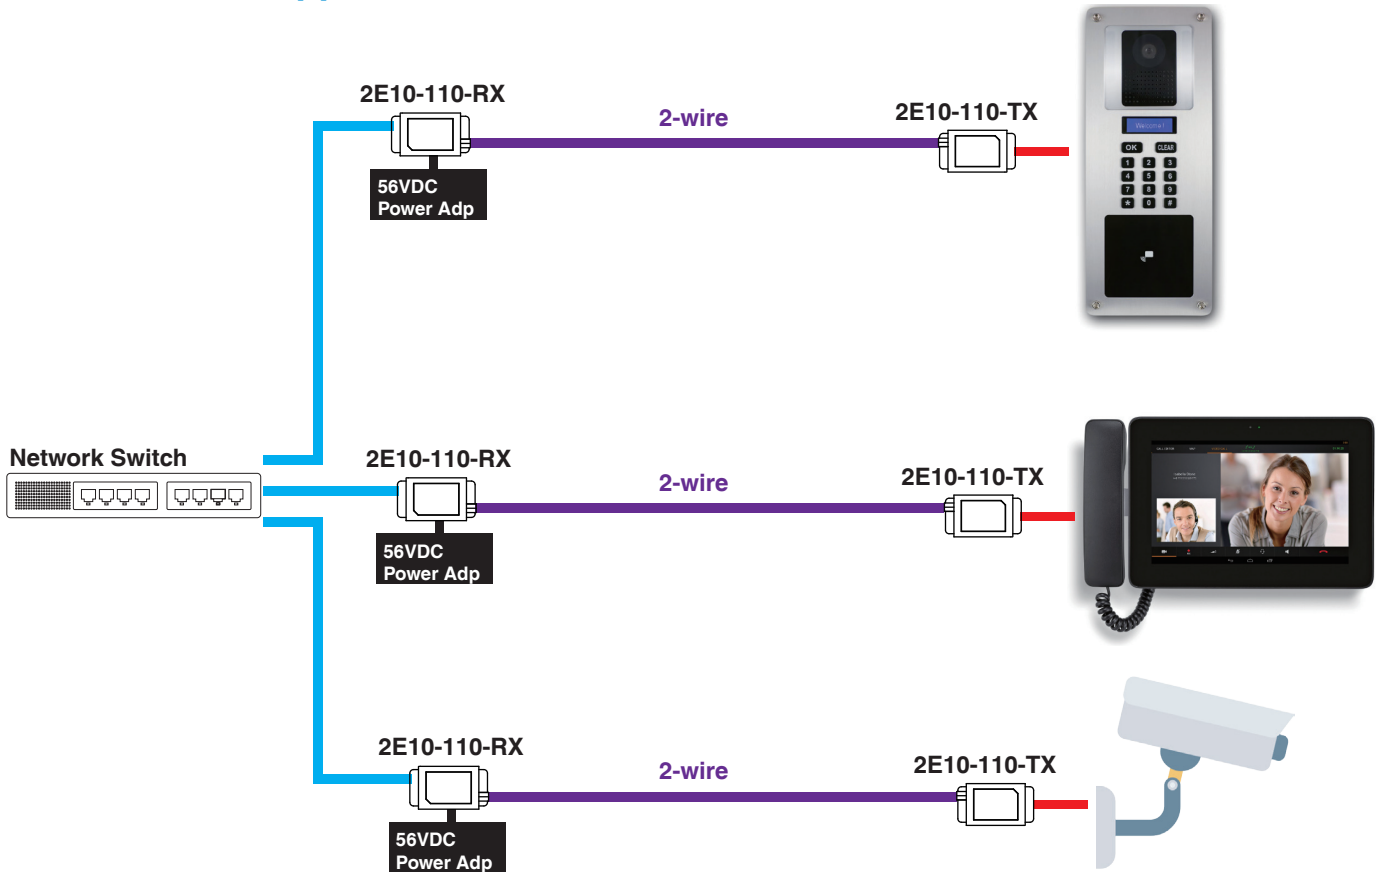 2E10-110-RX
2-wire
2E10-110-TX
56VDC
Power Adp
Welcome!
OK CLEAR
1 2 3
4 5 6
7 8 9
* 0 #
Network Switch
2E10-110-RX
2-wire
2E10-110-TX
56VDC
Power Adp
2E10-110-RX
2-wire
2E10-110-TX
56VDC
Power Adp